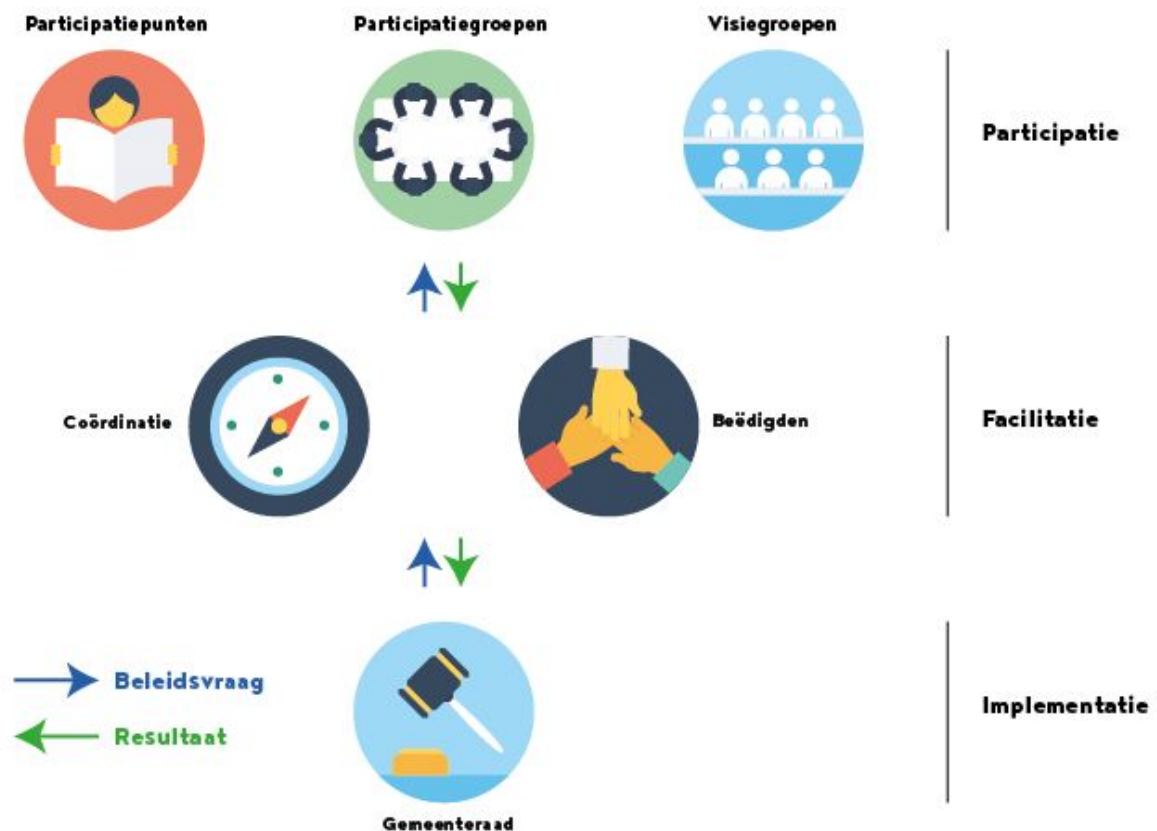 Participatiepunten
Participatiegroepen
Visiegroepen
Participatie
Coördinatie
Beëdigden
Facilitatie
Beleidsvraag
Resultaat
Implementatie
Gemeenteraad